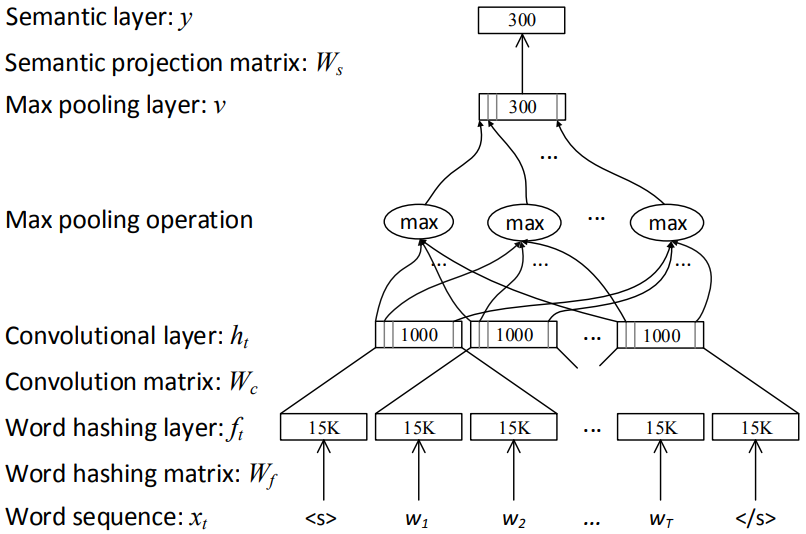 Semantic layer: y 300
Semantic projection matrix: Ws
Max pooling layer: v 300
...
Max pooling operation max max ... max
... ... ...
Convolutional layer: ht 1000 1000 ... 1000
Convolution matrix: Wc
Word hashing layer: ft 15K 15K 15K ... 15K 15K
Word hashing matrix: Wf
Word sequence: xt <s> w1 w2 ... wT </s>